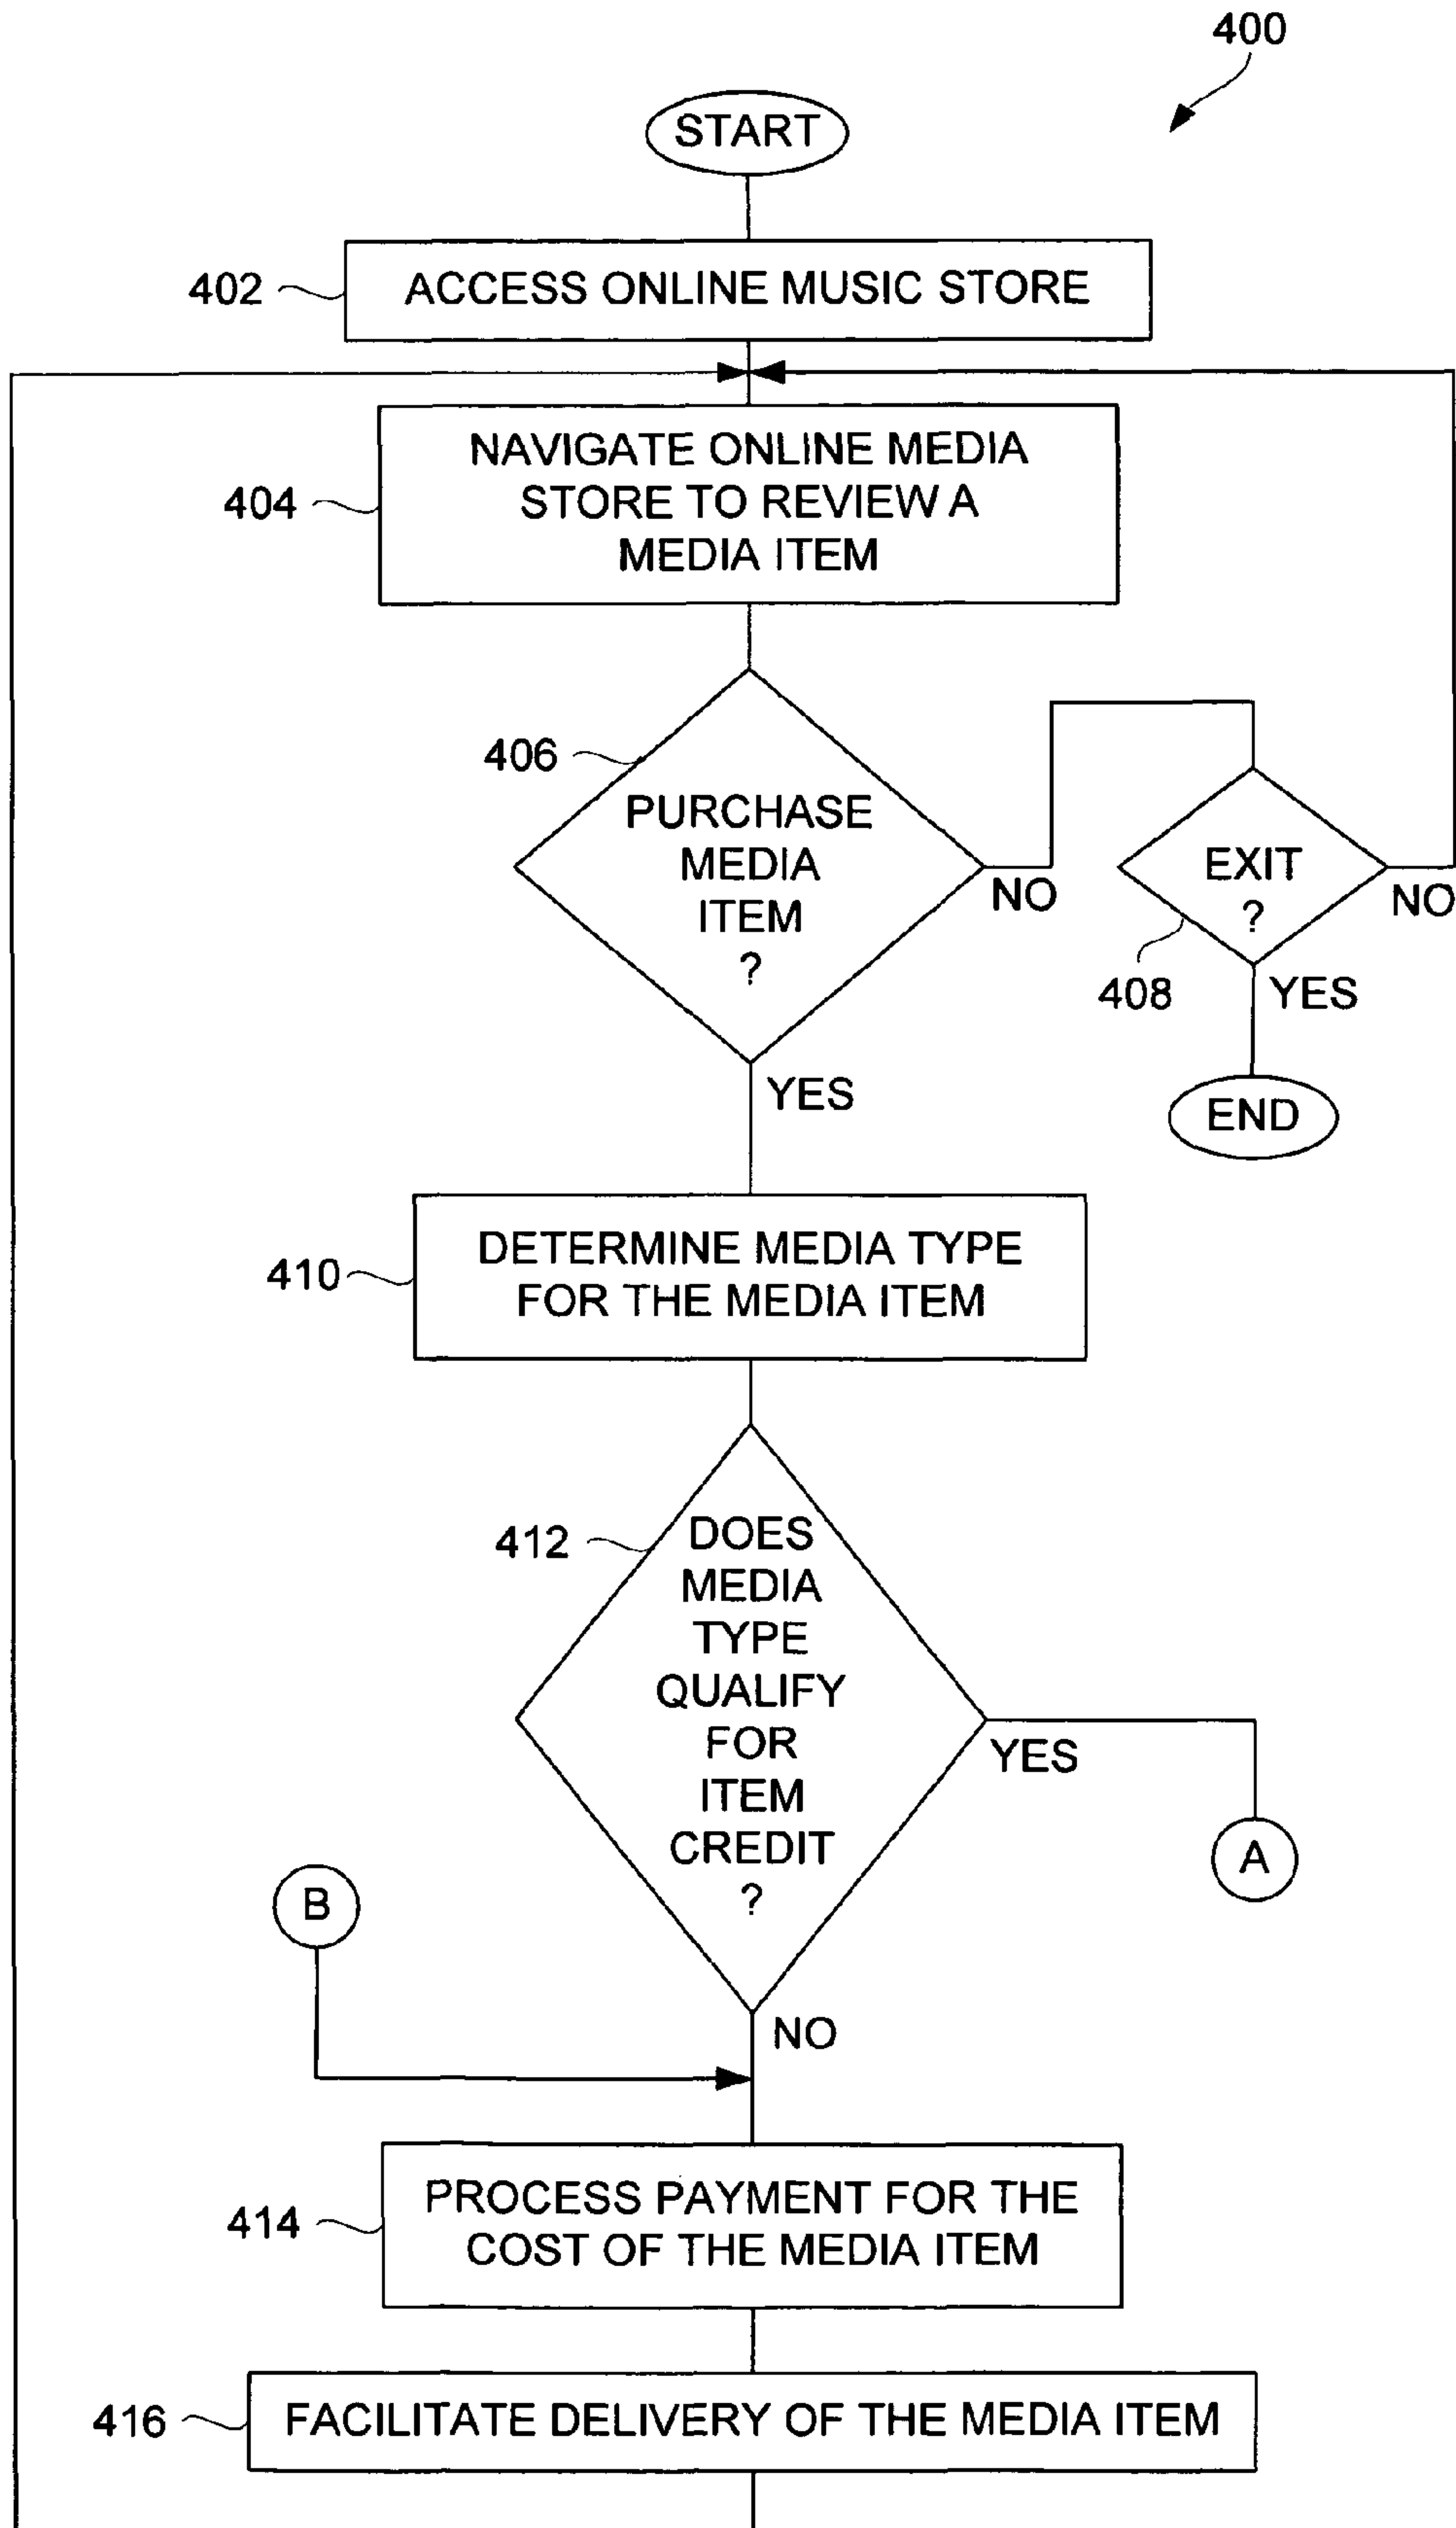 400
START
402
ACCESS ONLINE MUSIC STORE
404
NAVIGATE ONLINE MEDIA
STORE TO REVIEW A
MEDIA ITEM
406
PURCHASE
MEDIA
ITEM
?
NO
EXIT
?
NO
408
YES
END
YES
410
DETERMINE MEDIA TYPE
FOR THE MEDIA ITEM
412
DOES
MEDIA
TYPE
QUALIFY
FOR
ITEM
CREDIT
?
YES
A
B
NO
414
PROCESS PAYMENT FOR THE
COST OF THE MEDIA ITEM
416
FACILITATE DELIVERY OF THE MEDIA ITEM